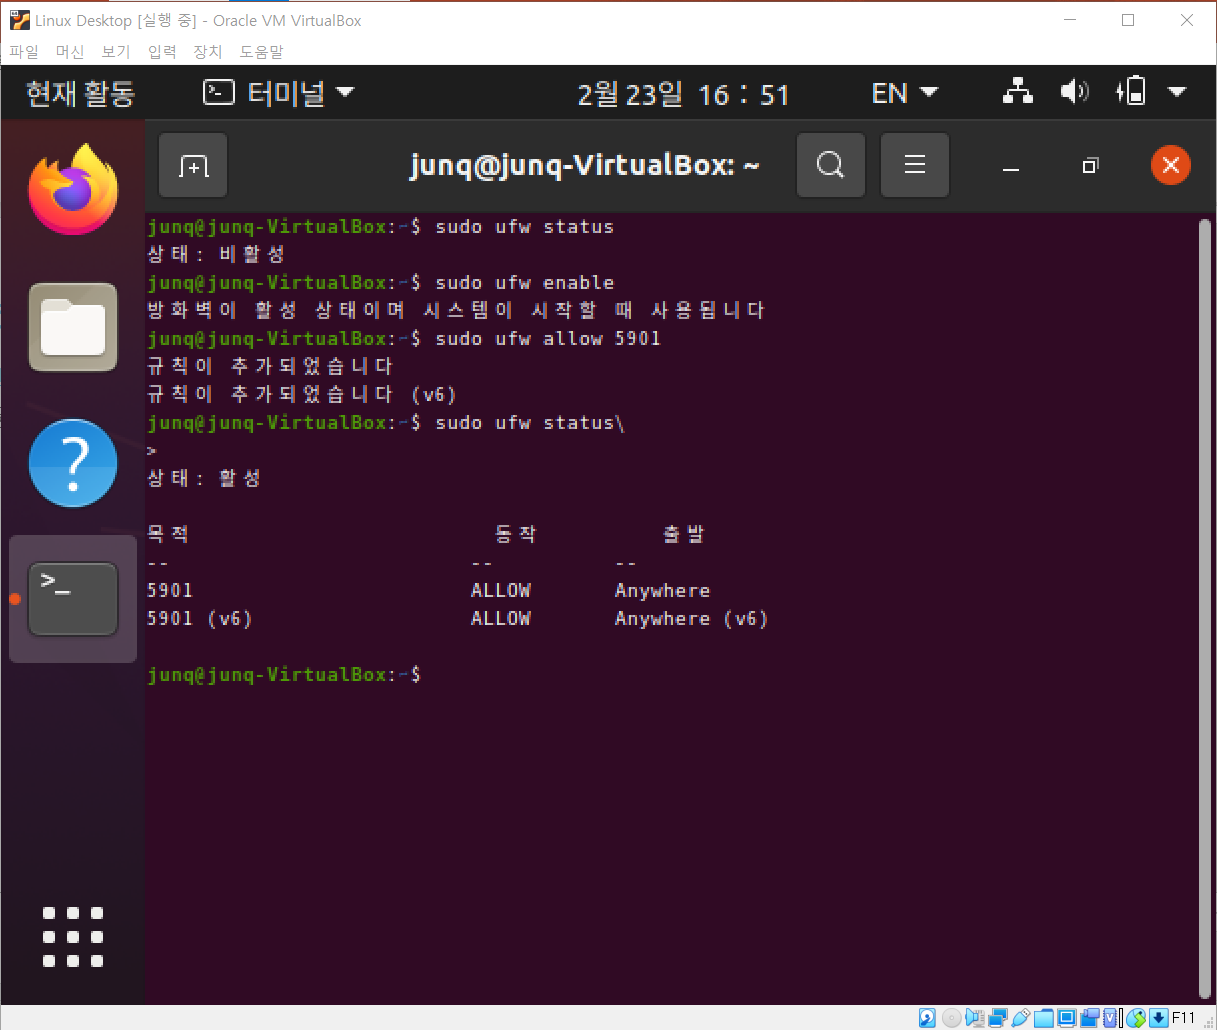 Linux Desktop [실행 중] - Oracle VM VirtualBox
파일 머신 보기 입력 장치 도움말
현재 활동 터미널 2월 23일 16 : 51 EN
junq@junq-VirtualBox: ~
junq@junq-VirtualBox:~$ sudo ufw status
상태: 비활성
junq@junq-VirtualBox:~$ sudo ufw enable
방화벽이 활성 상태이며 시스템이 시작할 때 사용됩니다
junq@junq-VirtualBox:~$ sudo ufw allow 5901
규칙이 추가되었습니다
규칙이 추가되었습니다 (v6)
junq@junq-VirtualBox:~$ sudo ufw status\
>
상태: 활성
목적 동작 출발
-- -- --
5901 ALLOW Anywhere
5901 (v6) ALLOW Anywhere (v6)
junq@junq-VirtualBox:~$
F11